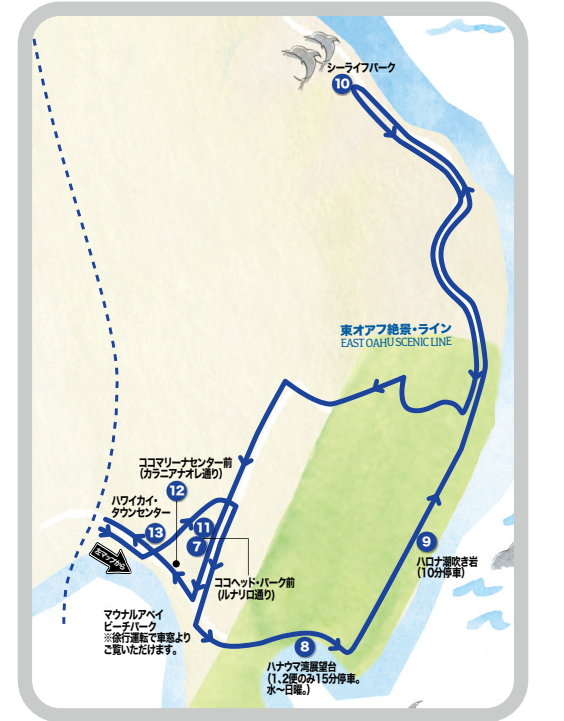 シーライフパーク
10
東オアフ絶景・ライン
EAST OAHU SCENIC LINE
ココマリーナセンター前
(カラニアナオレ通り)
12
ハワイカイ・
タウンセンター
13
11
7
9
ハロナ潮吹き岩
(10分停車)
ココヘッド・パーク前
(ルナリロ通り)
マウナルアベイ
ビーチパーク
※徐行運転で車窓より
ご覧いただけます。
8
ハナウマ湾展望台
(1、2便のみ15分停車。
水〜日曜。)